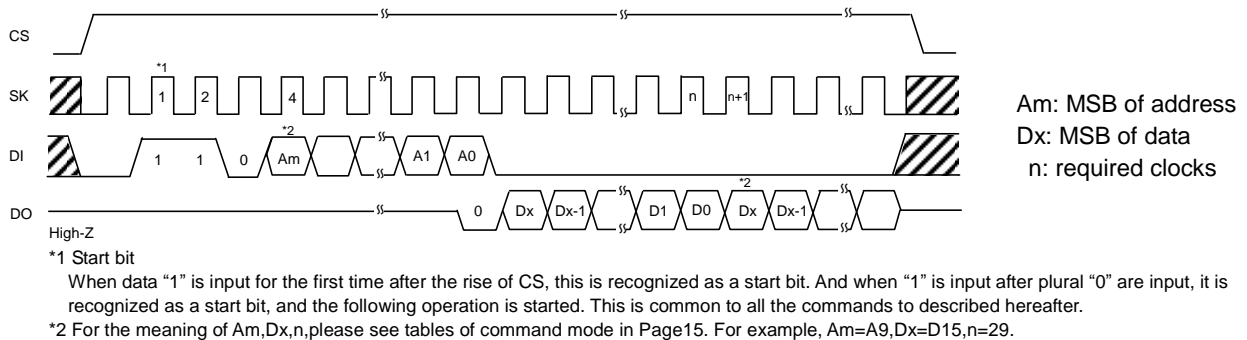 CS
*1
SK 1 2 4 n n+1
Am: MSB of address
*2
Dx: MSB of data
DI 1 1 0 Am A1 A0
n: required clocks
*2
DO 0 Dx Dx-1 D1 D0 Dx Dx-1
High-Z
*1 Start bit
When data “1” is input for the first time after the rise of CS, this is recognized as a start bit. And when “1” is input after plural “0” are input, it is
recognized as a start bit, and the following operation is started. This is common to all the commands to described hereafter.
*2 For the meaning of Am,Dx,n,please see tables of command mode in Page15. For example, Am=A9,Dx=D15,n=29.